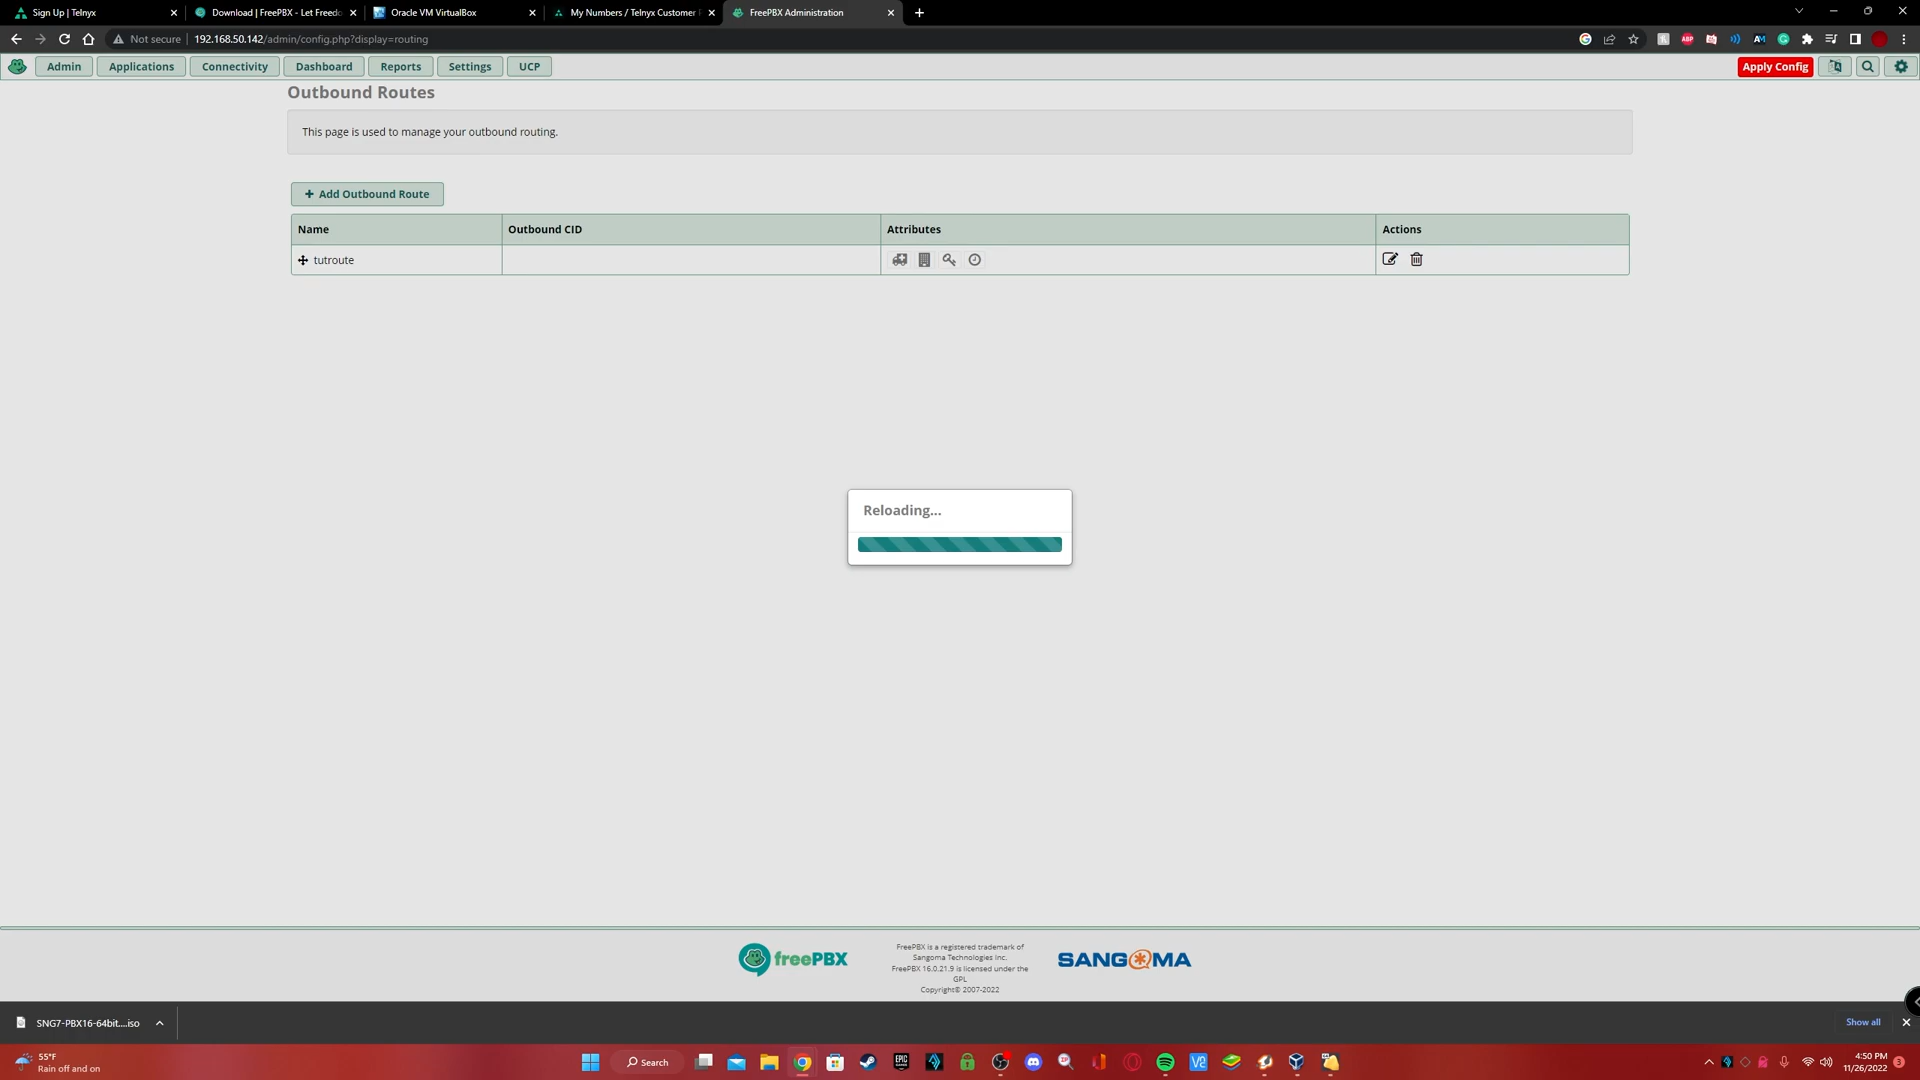 Sign Up | Telnyx
Download | FreePBX - Let Freedo
Oracle VM VirtualBox
My Numbers / Telnyx Customer
FreePBX Administration
Not secure
192.168.50.142/admin/config.php?display=routing
Admin
Applications
Connectivity
Dashboard
Reports
Settings
UCP
Apply Config
Outbound Routes
This page is used to manage your outbound routing.
Add Outbound Route
Name
Outbound CID
Attributes
Actions
tutroute
Reloading...
freePBX
FreePBX is a registered trademark of
Sangoma Technologies Inc.
FreePBX 16.0.21.9 is licensed under the
GPL
Copyright© 2007-2022
SANGOMA
SNG7-PBX16-64bit....iso
Show all
55°F
Rain off and on
Search
EPIC
4:50 PM
11/26/2022
3